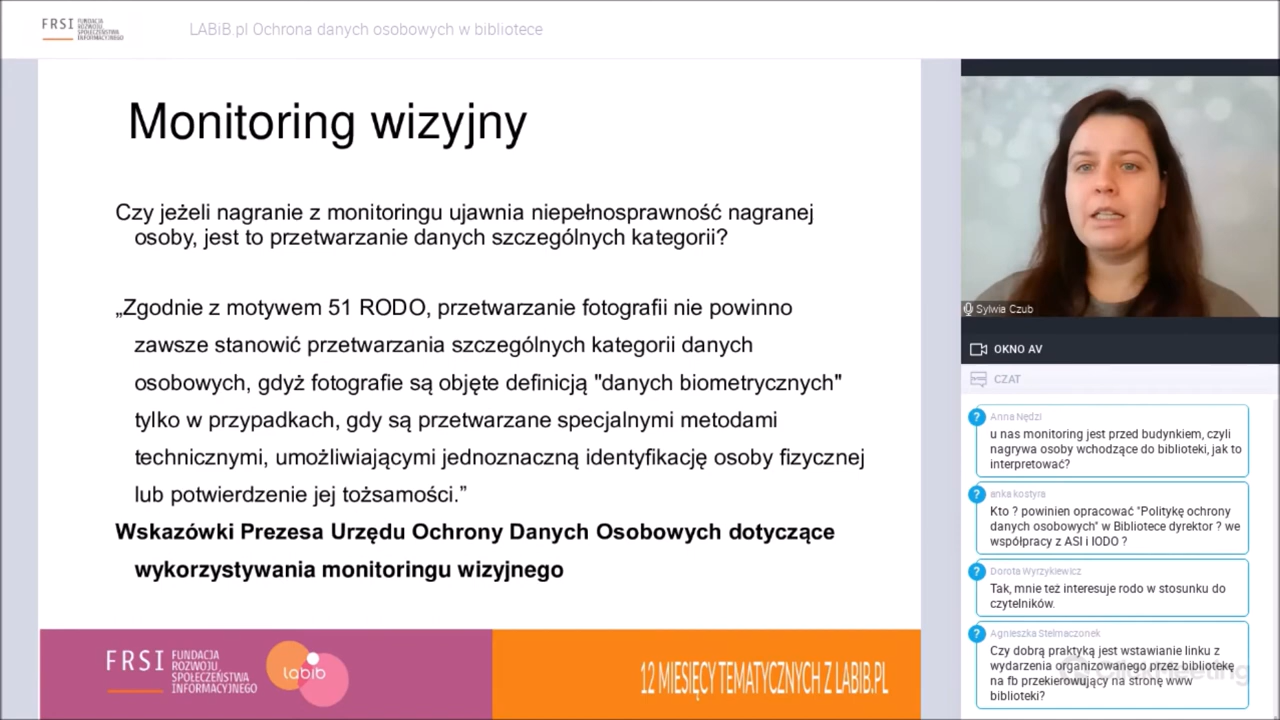 FRSI FUNDACJA
ROZWOJU
SPOŁECZEŃSTWA
INFORMACYJNEGO
LABiB.pl Ochrona danych osobowych w bibliotece
Monitoring wizyjny
Czy jeżeli nagranie z monitoringu ujawnia niepełnosprawność nagranej
osoby, jest to przetwarzanie danych szczególnych kategorii?
„Zgodnie z motywem 51 RODO, przetwarzanie fotografii nie powinno
zawsze stanowić przetwarzania szczególnych kategorii danych
osobowych, gdyż fotografie są objęte definicją "danych biometrycznych"
tylko w przypadkach, gdy są przetwarzane specjalnymi metodami
technicznymi, umożliwiającymi jednoznaczną identyfikację osoby fizycznej
lub potwierdzenie jej tożsamości.”
Wskazówki Prezesa Urzędu Ochrony Danych Osobowych dotyczące
wykorzystywania monitoringu wizyjnego
FRSI FUNDACJA
ROZWOJU
SPOŁECZEŃSTWA
INFORMACYJNEGO
labib
12 MIESIĘCY TEMATYCZNYCH Z LABIB.PL
Sylwia Czub
OKNO AV
CZAT
Anna Nędzi
u nas monitoring jest przed budynkiem, czyli
nagrywa osoby wchodzące do biblioteki, jak to
interpretować?
anka kostyra
Kto ? powinien opracować "Politykę ochrony
danych osobowych" w Bibliotece dyrektor ? we
współpracy z ASI i IODO ?
Dorota Wyrzykiewicz
Tak, mnie też interesuje rodo w stosunku do
czytelników.
Agnieszka Stelmaczonek
Czy dobrą praktyką jest wstawianie linku z
wydarzenia organizowanego przez bibliotekę
na fb przekierowujący na stronę www
biblioteki?
ClickMeeting